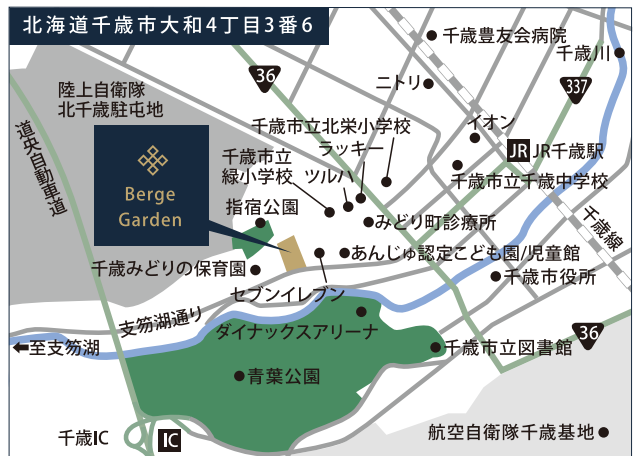 北海道千歳市大和4丁目3番6
千歳豊友会病院
千歳川
36
ニトリ
337
陸上自衛隊
北千歳駐屯地
イオン
千歳市立北栄小学校
JR JR千歳駅
道央自動車道
ラッキー
千歳市立
緑小学校
ツルハ
千歳市立千歳中学校
Berge
Garden
指宿公園
みどり町診療所
千歳線
あんじゅ認定こども園/児童館
千歳みどりの保育園
千歳市役所
セブンイレブン
支笏湖通り
ダイナックスアリーナ
36
←至支笏湖
千歳市立図書館
青葉公園
千歳IC
IC
航空自衛隊千歳基地